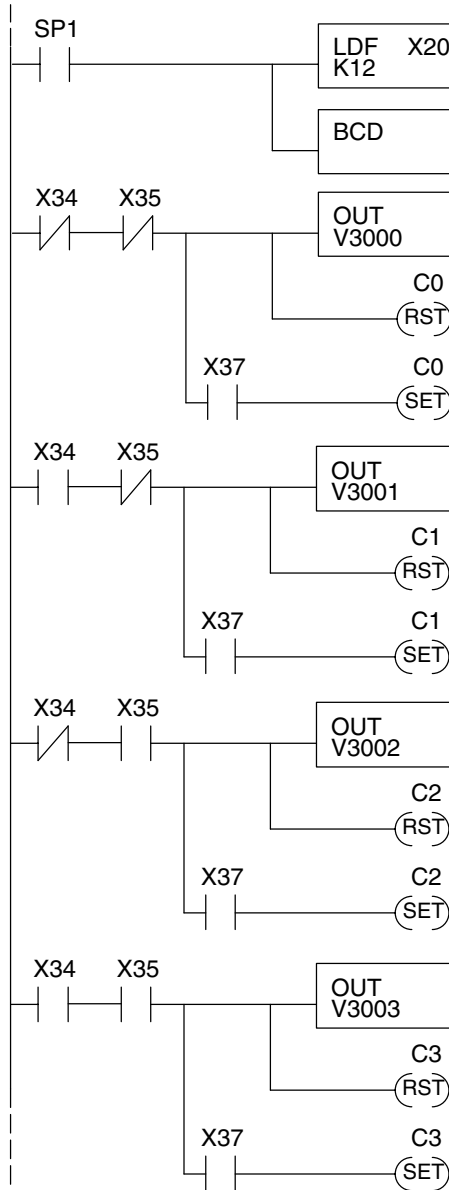 SP1
LDF X20
K12
BCD
X34 X35
OUT
V3000
C0
RST
X37 C0
SET
X34 X35
OUT
V3001
C1
RST
X37 C1
SET
X34 X35
OUT
V3002
C2
RST
X37 C2
SET
X34 X35
OUT
V3003
C3
RST
X37 C3
SET